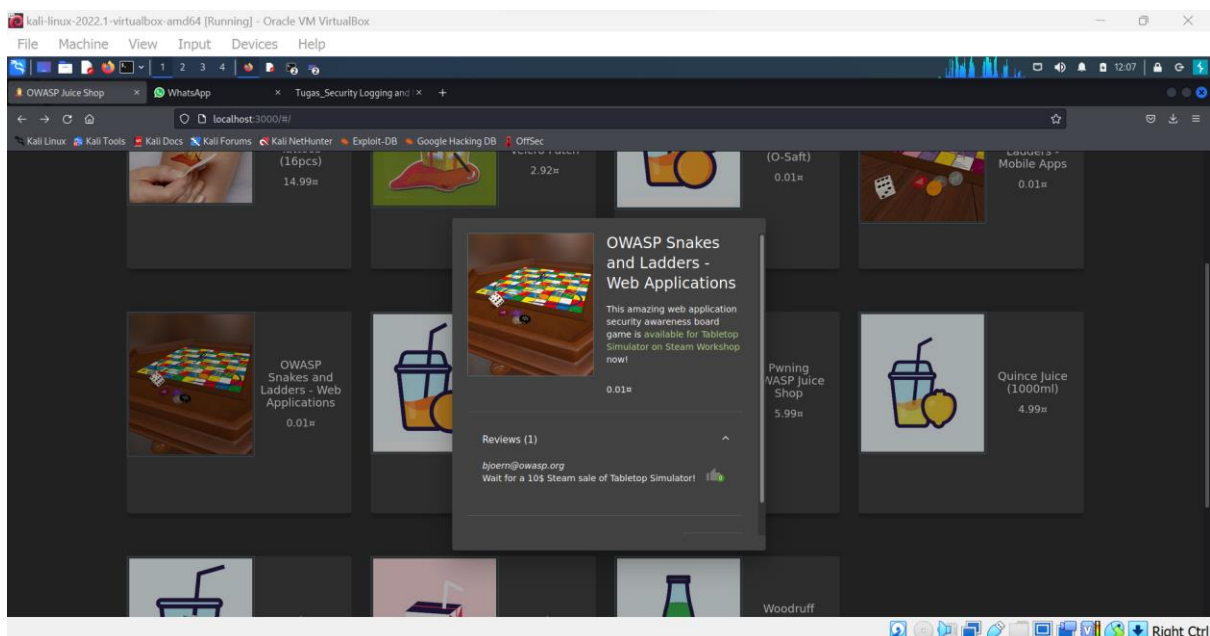 kali-linux-2022.1-virtualbox-amd64 [Running] - Oracle VM VirtualBox
File Machine View Input Devices Help
1 2 3 4
12:07
OWASP Juice Shop
WhatsApp
Tugas_Security Logging and
localhost:3000/#/
Kali Linux Kali Tools Kali Docs Kali Forums Kali NetHunter Exploit-DB Google Hacking DB OffSec
(16pcs)
14.99¤
Velcro Patch
2.92¤
(O-Saft)
0.01¤
Ladders -
Mobile Apps
0.01¤
OWASP Snakes
and Ladders -
Web Applications
This amazing web application
security awareness board
game is available for Tabletop
Simulator on Steam Workshop
now!
0.01¤
Reviews (1)
bjoern@owasp.org
Wait for a 10$ Steam sale of Tabletop Simulator!
0
OWASP
Snakes and
Ladders - Web
Applications
0.01¤
Pwning
WASP Juice
Shop
5.99¤
Quince Juice
(1000ml)
4.99¤
Woodruff
Right Ctrl